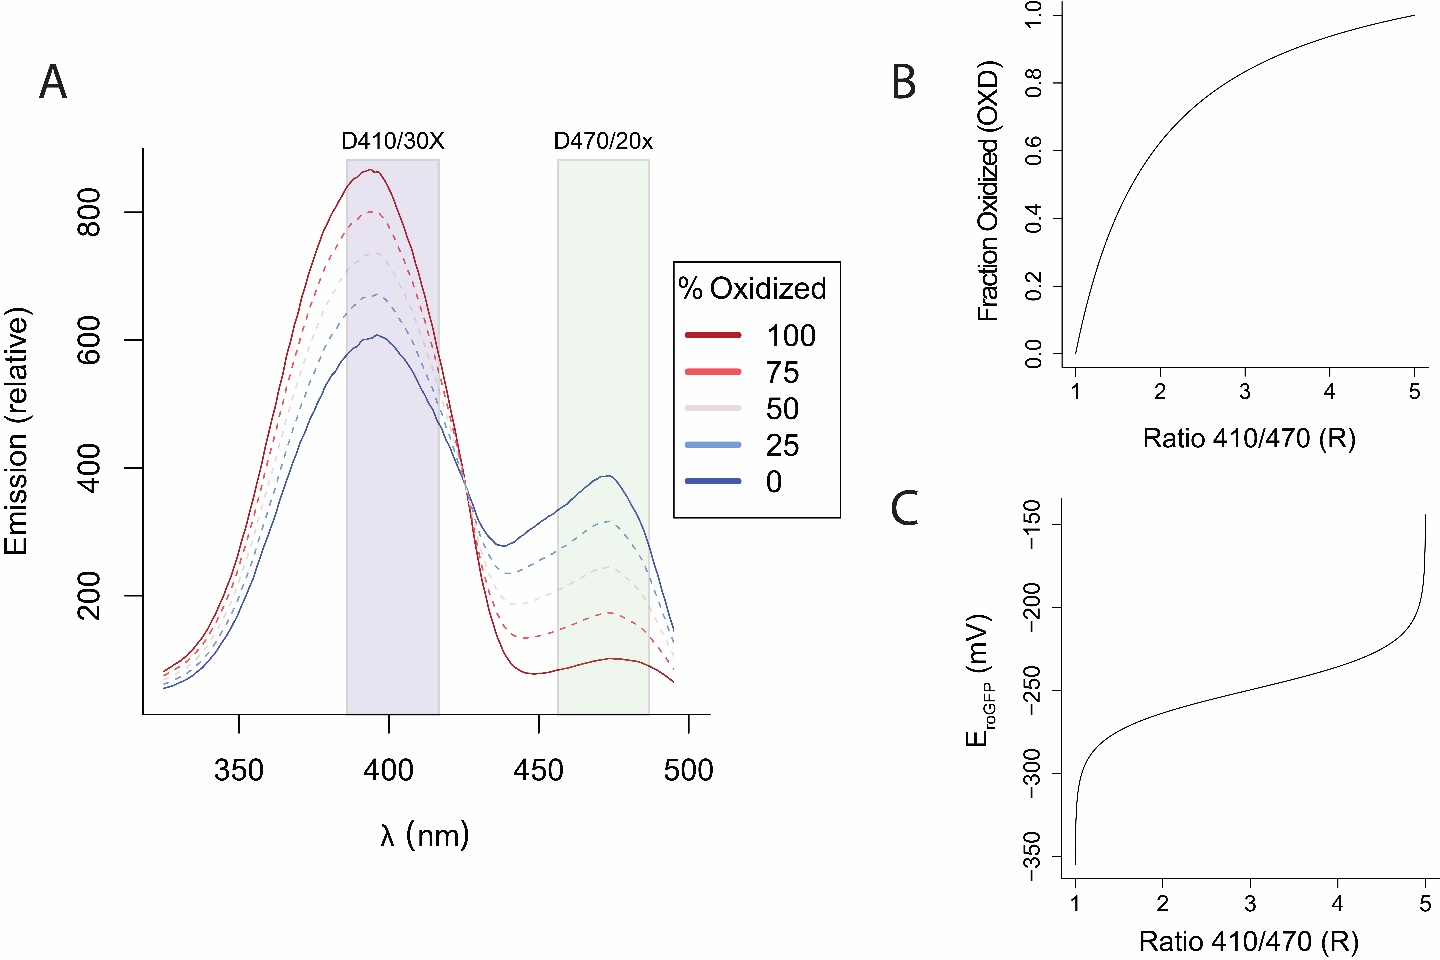 A
D410/30X
D470/20x
Emission (relative)
800
600
400
200
350
400
450
500
λ (nm)
% Oxidized
100
75
50
25
0
B
Fraction Oxidized (OXD)
1.0
0.8
0.6
0.4
0.2
0.0
1
2
3
4
5
Ratio 410/470 (R)
C
EroGFP (mV)
−150
−200
−250
−300
−350
1
2
3
4
5
Ratio 410/470 (R)